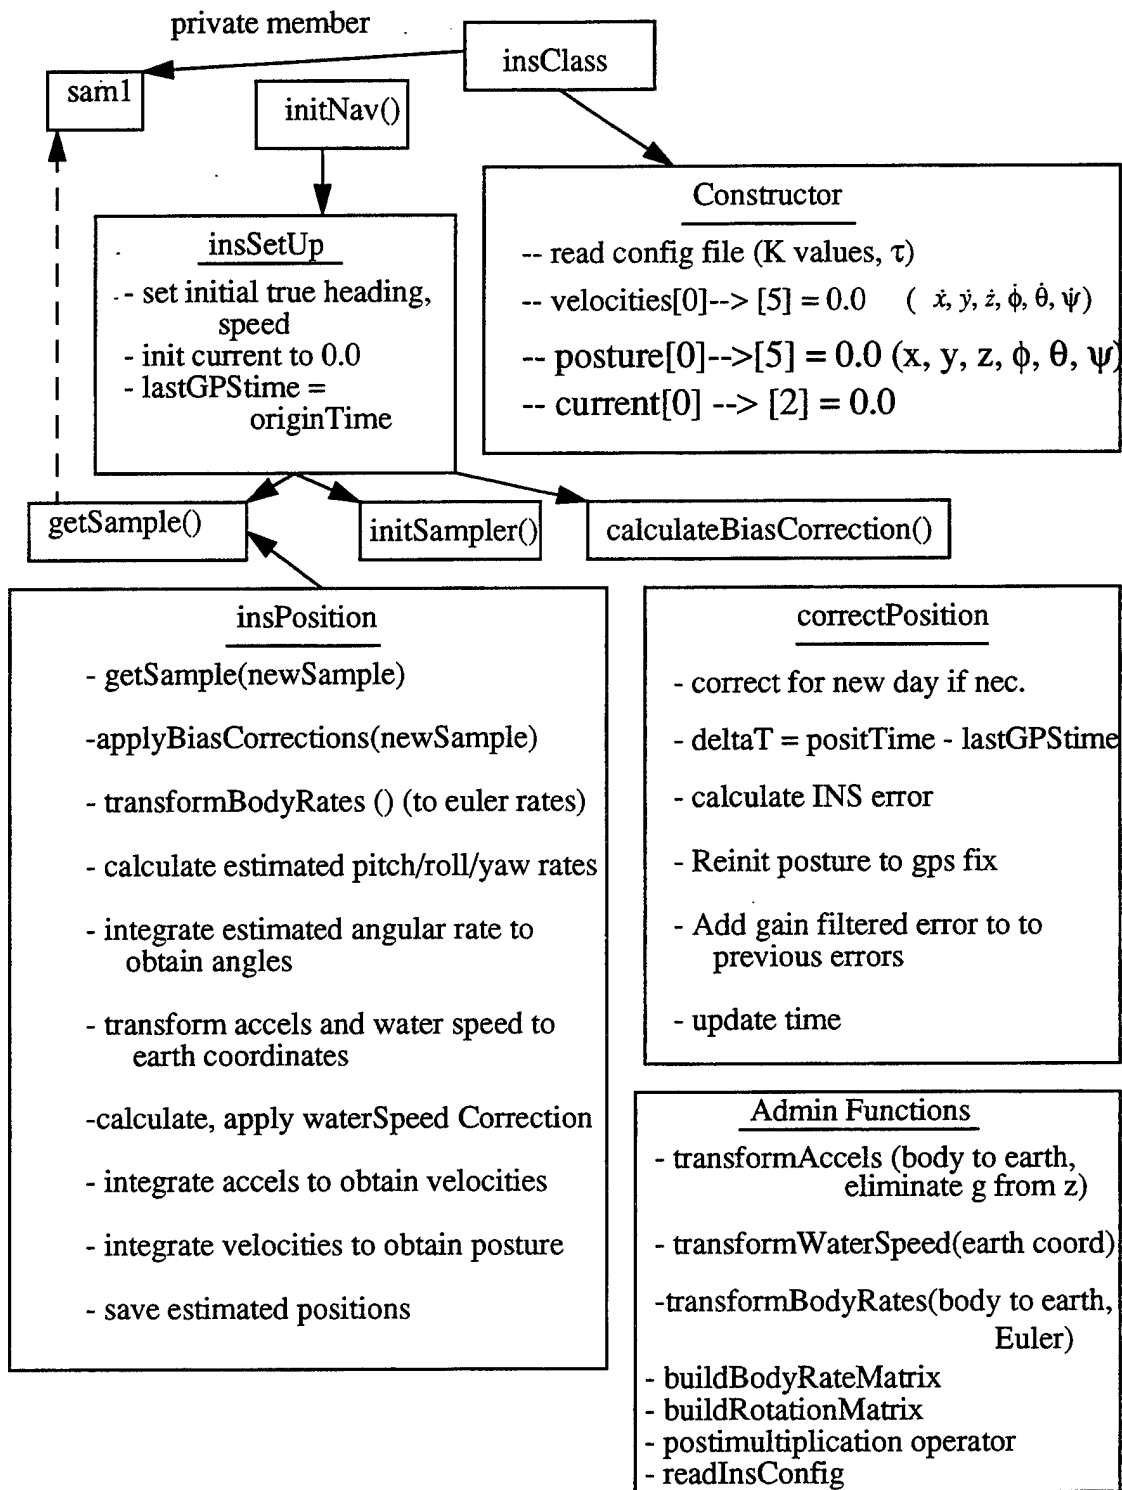 private member
insClass
sam1
initNav()
Constructor
-- read config file (K values, τ)
-- velocities[0]--> [5] = 0.0 ( ẋ, ẏ, ż, ϕ̇, θ̇, ψ̇)
-- posture[0]-->[5] = 0.0 (x, y, z, ϕ, θ, ψ)
-- current[0] --> [2] = 0.0
insSetUp
- set initial true heading,
speed
- init current to 0.0
- lastGPStime =
originTime
getSample()
initSampler()
calculateBiasCorrection()
insPosition
- getSample(newSample)
-applyBiasCorrections(newSample)
- transformBodyRates () (to euler rates)
- calculate estimated pitch/roll/yaw rates
- integrate estimated angular rate to
obtain angles
- transform accels and water speed to
earth coordinates
-calculate, apply waterSpeed Correction
- integrate accels to obtain velocities
- integrate velocities to obtain posture
- save estimated positions
correctPosition
- correct for new day if nec.
- deltaT = positTime - lastGPStime
- calculate INS error
- Reinit posture to gps fix
- Add gain filtered error to to
previous errors
- update time
Admin Functions
- transformAccels (body to earth,
eliminate g from z)
- transformWaterSpeed(earth coord)
-transformBodyRates(body to earth,
Euler)
- buildBodyRateMatrix
- buildRotationMatrix
- postimultiplication operator
- readInsConfig